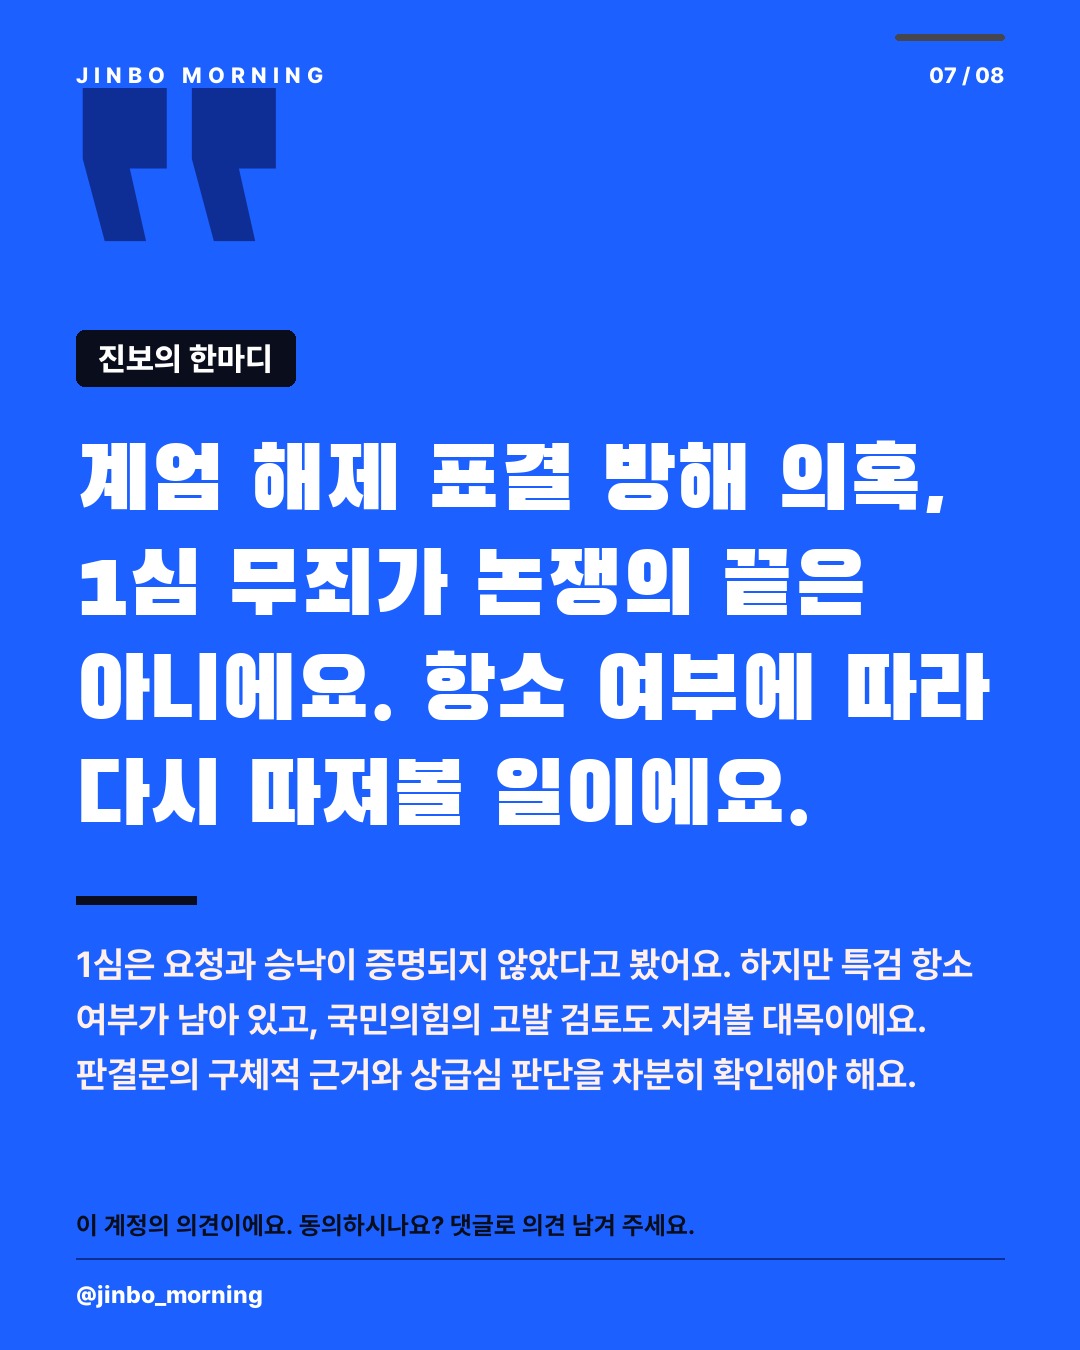 JINBO MORNING
07 / 08
진보의 한마디
계엄 해제 표결 방해 의혹,
1심 무죄가 논쟁의 끝은
아니에요. 항소 여부에 따라
다시 따져볼 일이에요.
1심은 요청과 승낙이 증명되지 않았다고 봤어요. 하지만 특검 항소
여부가 남아 있고, 국민의힘의 고발 검토도 지켜볼 대목이에요.
판결문의 구체적 근거와 상급심 판단을 차분히 확인해야 해요.
이 계정의 의견이에요. 동의하시나요? 댓글로 의견 남겨 주세요.
@jinbo_morning